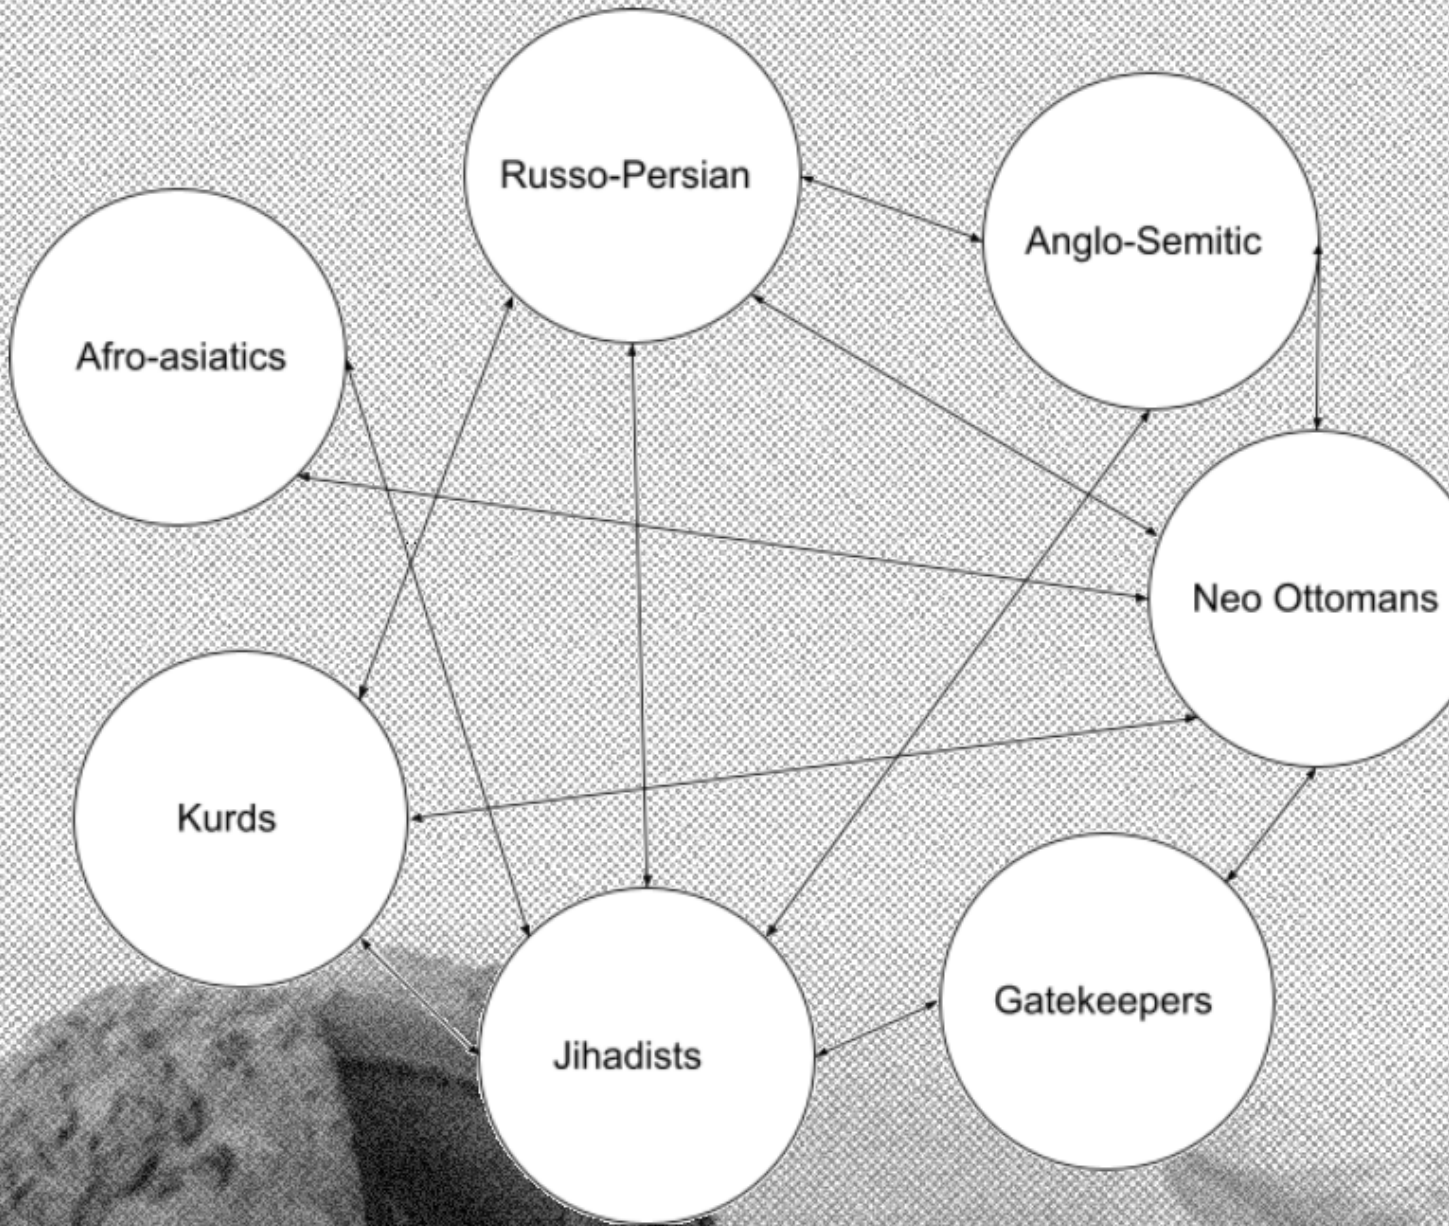 Russo-Persian
Anglo-Semitic
Afro-asiatics
Neo Ottomans
Kurds
Gatekeepers
Jihadists